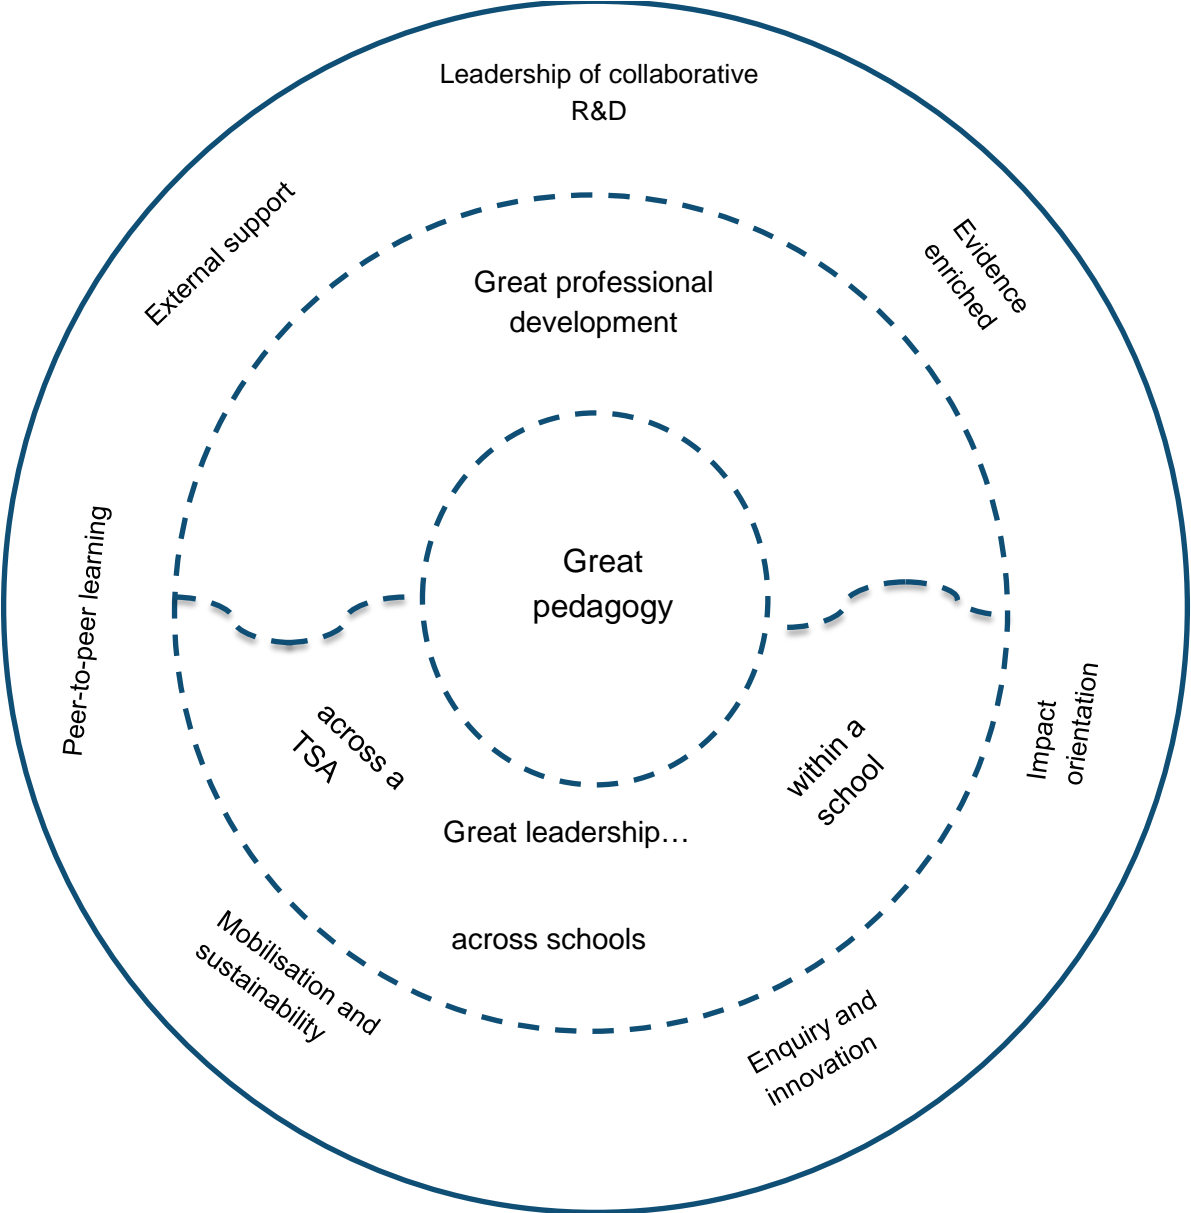 Leadership of collaborative
R&D
External support
Evidence
enriched
Great professional
development
Peer-to-peer learning
Great
pedagogy
across a
TSA
within a
school
Impact
orientation
Great leadership…
across schools
Mobilisation and
sustainability
Enquiry and
innovation